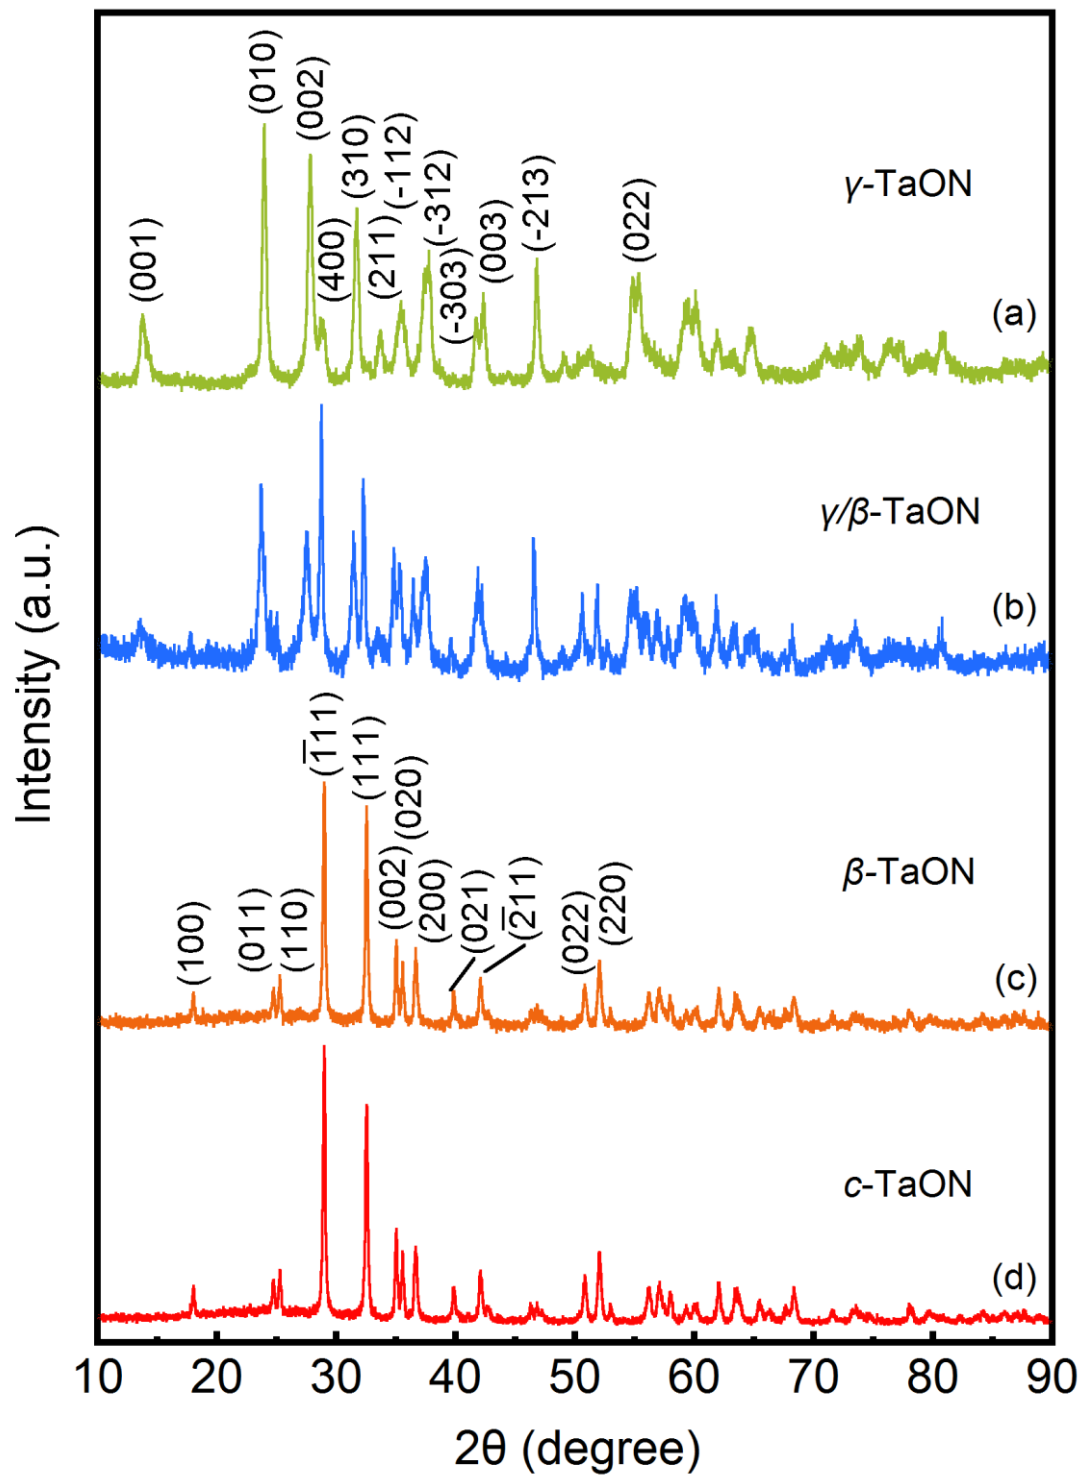 (010)
(002)
(-112)
(310)
(-312)
γ-TaON
(001)
(400)
(211)
(-303)
(003)
(-213)
(022)
(a)
γ/β-TaON
(b)
(1̅11)
(111)
(020)
(002)
(200)
(021)
(2̅11)
β-TaON
(100)
(011)
(110)
(022)
(220)
(c)
c-TaON
(d)
Intensity (a.u.)
10 20 30 40 50 60 70 80 90
2θ (degree)